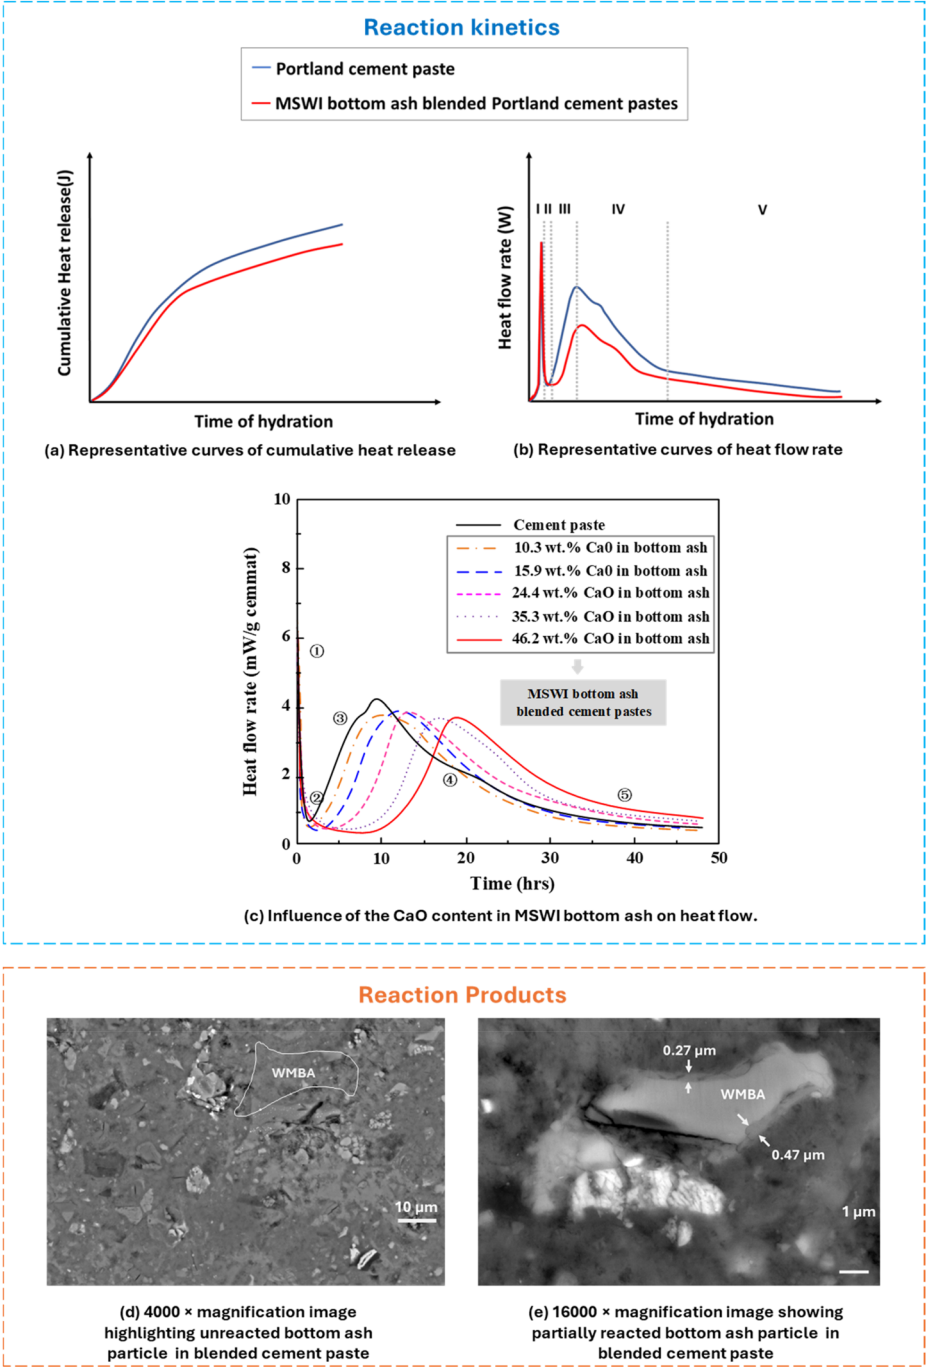 Reaction kinetics
Portland cement paste
MSWI bottom ash blended Portland cement pastes
Cumulative Heat release(J)
Time of hydration
(a) Representative curves of cumulative heat release
Heat flow rate (W)
I II III IV V
Time of hydration
(b) Representative curves of heat flow rate
Heat flow rate (mW/g cemmat)
10
8
6
4
2
0
Cement paste
10.3 wt.% Ca0 in bottom ash
15.9 wt.% Ca0 in bottom ash
24.4 wt.% CaO in bottom ash
35.3 wt.% CaO in bottom ash
46.2 wt.% CaO in bottom ash
MSWI bottom ash
blended cement pastes
①
②
③
④
⑤
0 10 20 30 40 50
Time (hrs)
(c) Influence of the CaO content in MSWI bottom ash on heat flow.
Reaction Products
WMBA
10 μm
(d) 4000 × magnification image
highlighting unreacted bottom ash
particle in blended cement paste
0.27 μm
WMBA
0.47 μm
1 μm
(e) 16000 × magnification image showing
partially reacted bottom ash particle in
blended cement paste